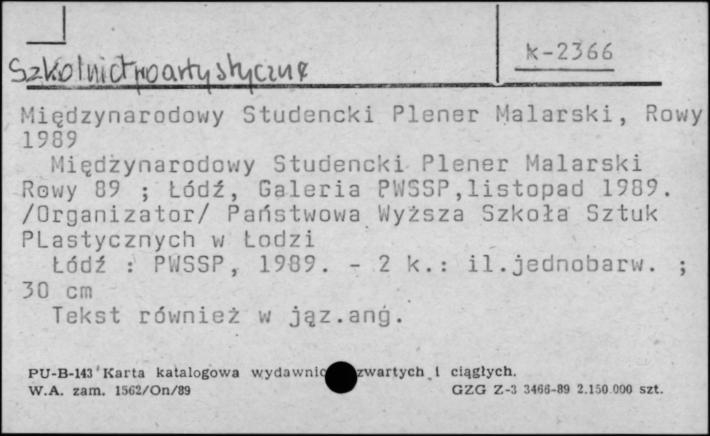 Szkolnictwo artystyczne
k-2366
Międzynarodowy Studencki Plener Malarski, Rowy
1989
Międzynarodowy Studencki Plener Malarski
Rowy 89 ; Łódź, Galeria PWSSP,listopad 1989.
/Organizator/ Państwowa Wyższa Szkoła Sztuk
PLastycznych w Łodzi
Łódź : PWSSP, 1989. - 2 k.: il.jednobarw. ;
30 cm
Tekst również w jąz.ang.
PU-B-143 Karta katalogowa wydawnic zwartych i ciągłych.
W.A. zam. 1562/On/89 GZG Z-3 3466-89 2.150.000 szt.